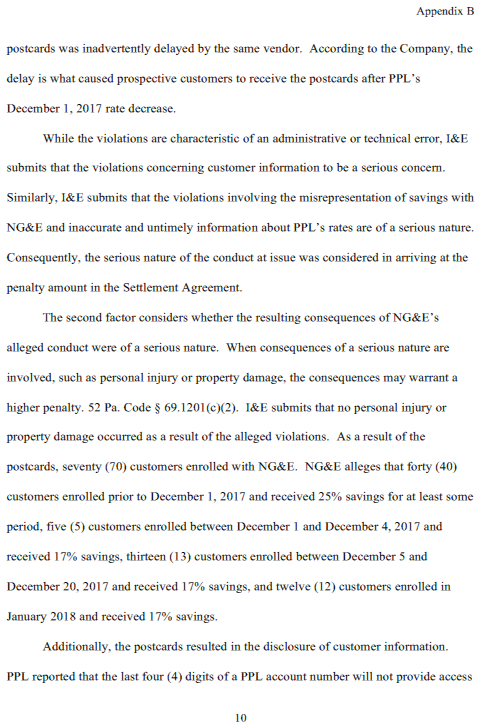 Appendix B
postcards was inadvertently delayed by the same vendor.  According to the Company, the
delay is what caused prospective customers to receive the postcards after PPL's
December 1, 2017 rate decrease.
While the violations are characteristic of an administrative or technical error, I&E
submits that the violations concerning customer information to be a serious concern.
Similarly, I&E submits that the violations involving the misrepresentation of savings with
NG&E and inaccurate and untimely information about PPL's rates are of a serious nature.
Consequently, the serious nature of the conduct at issue was considered in arriving at the
penalty amount in the Settlement Agreement.
The second factor considers whether the resulting consequences of NG&E's
alleged conduct were of a serious nature.  When consequences of a serious nature are
involved, such as personal injury or property damage, the consequences may warrant a
higher penalty. 52 Pa. Code § 69.1201(c)(2).  I&E submits that no personal injury or
property damage occurred as a result of the alleged violations.  As a result of the
postcards, seventy (70) customers enrolled with NG&E.  NG&E alleges that forty (40)
customers enrolled prior to December 1, 2017 and received 25% savings for at least some
period, five (5) customers enrolled between December 1 and December 4, 2017 and
received 17% savings, thirteen (13) customers enrolled between December 5 and
December 20, 2017 and received 17% savings, and twelve (12) customers enrolled in
January 2018 and received 17% savings.
Additionally, the postcards resulted in the disclosure of customer information.
PPL reported that the last four (4) digits of a PPL account number will not provide access
10